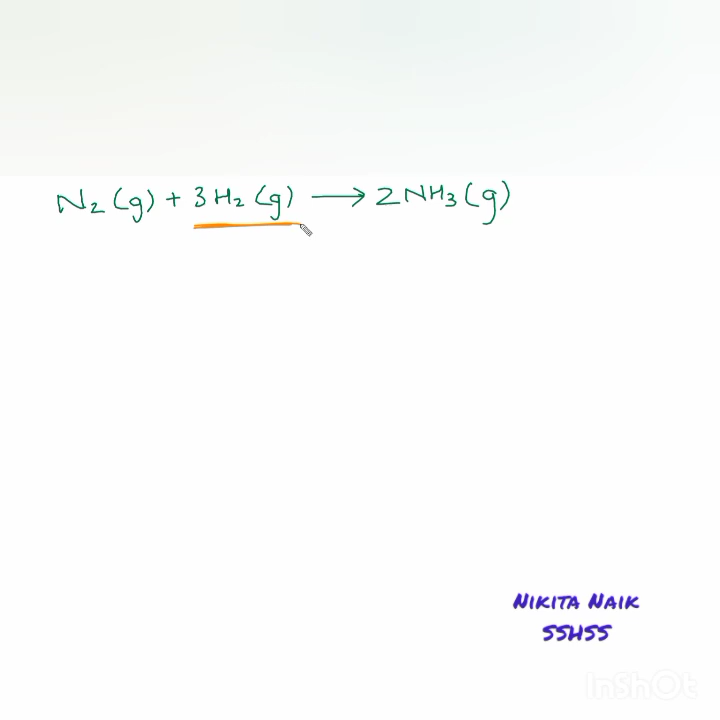 N₂(g) + 3H₂(g) ⟶ 2NH₃(g)
NIKITA NAIK
SSHSS
InShOt